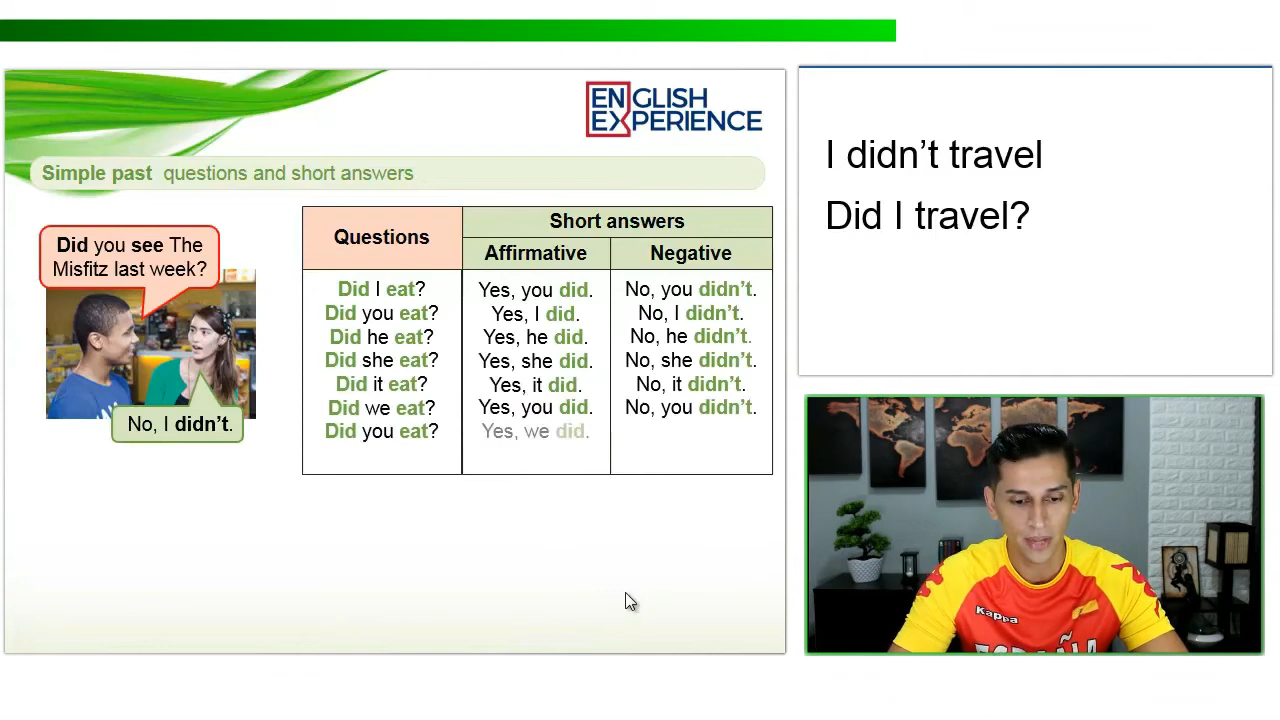 ENGLISH
EXPERIENCE
Simple past questions and short answers
Did you see The
Misfitz last week?
No, I didn't.
Questions
Short answers
Affirmative
Negative
Did I eat?
Yes, you did.
No, you didn't.
Did you eat?
Yes, I did.
No, I didn't.
Did he eat?
Yes, he did.
No, he didn't.
Did she eat?
Yes, she did.
No, she didn't.
Did it eat?
Yes, it did.
No, it didn't.
Did we eat?
Yes, you did.
No, you didn't.
Did you eat?
Yes, we did.
I didn't travel
Did I travel?
Kappa
ESPAÑA